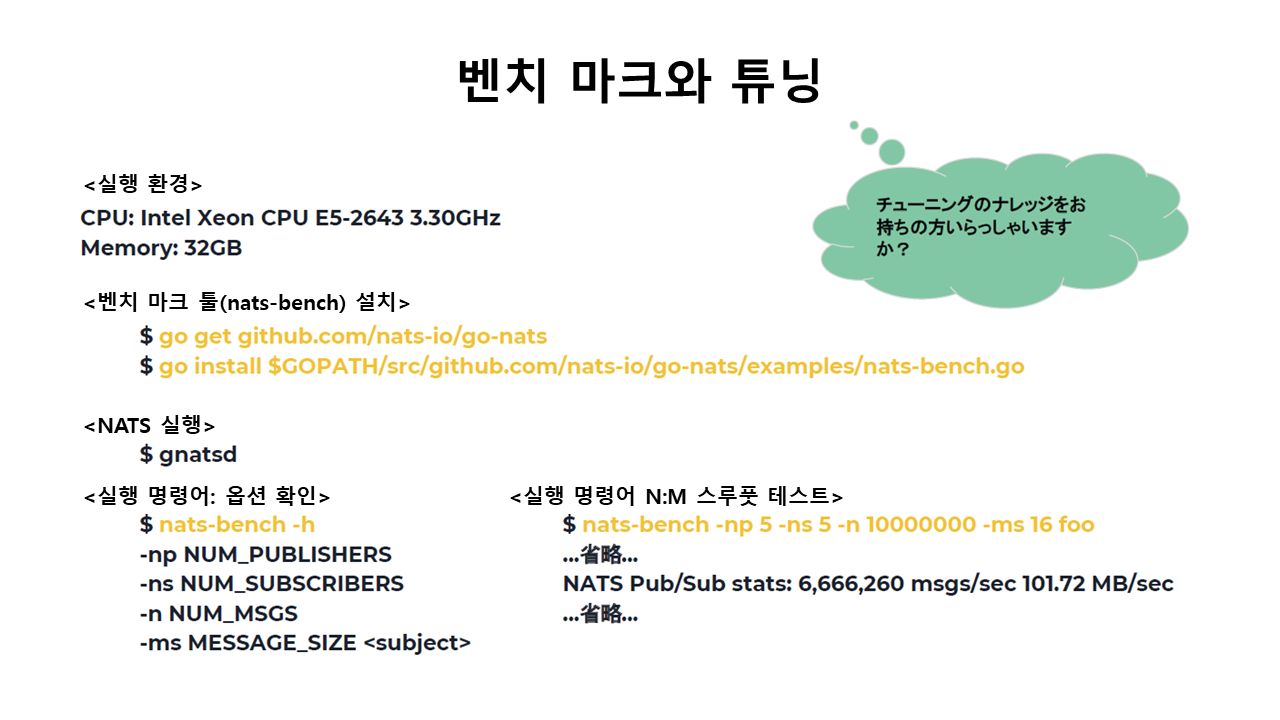 벤치 마크와 튜닝
チューニングのナレッジをお
持ちの方いらっしゃいます
か？
<실행 환경>
CPU: Intel Xeon CPU E5-2643 3.30GHz
Memory: 32GB
<벤치 마크 툴(nats-bench) 설치>
$ go get github.com/nats-io/go-nats
$ go install $GOPATH/src/github.com/nats-io/go-nats/examples/nats-bench.go
<NATS 실행>
$ gnatsd
<실행 명령어: 옵션 확인>
$ nats-bench -h
-np NUM_PUBLISHERS
-ns NUM_SUBSCRIBERS
-n NUM_MSGS
-ms MESSAGE_SIZE <subject>
<실행 명령어 N:M 스루풋 테스트>
$ nats-bench -np 5 -ns 5 -n 10000000 -ms 16 foo
...省略...
NATS Pub/Sub stats: 6,666,260 msgs/sec 101.72 MB/sec
...省略...